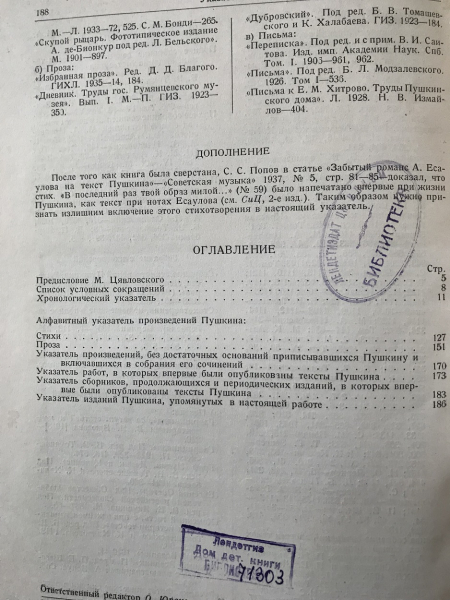 188
М.—Л. 1933—72, 525. С. М. Бонди—265.
«Скупой рыцарь. Фототипическое издание
А. де-Бионкур под ред. Л. Бельского».
М. 1901—897.
б) Проза:
«Избранная проза». Ред. Д. Д. Благого.
ГИХЛ. 1935—14, 184.
«Дневник. Труды гос. Румянцевского му-
зея». Вып. I. М.—П. ГИЗ. 1923—
350.
«Дубровский». Под ред. Б. В. Томашев-
ского и К. Халабаева. ГИЗ. 1923—184.
в) Письма:
«Переписка». Под ред. и с прим. В. И. Саи-
това. Изд. имп. Академии Наук. Спб.
Том I. 1903—961, 962.
«Письма». Под ред. Б. Л. Модзалевского.
1926. Том I—535.
«Письма к Е. М. Хитрово. Труды Пушкин-
ского дома». Л. 1928. Н. В. Измай-
лов—404.
ДОПОЛНЕНИЕ
После того как книга была сверстана, С. С. Попов в статье «Забытый романс А. Еса-
улова на текст Пушкина»—«Советская музыка» 1937, № 5, стр. 81—85—доказал, что
стих. «В последний раз твой образ милой...» (№ 59) было напечатано впервые при жизни
Пушкина, как текст при нотах Есаулова (см. СиЦ, 2-е изд.). Таким образом нужно при-
знать излишним включение этого стихотворения в настоящий указатель.
ЛЕНДЕТИЗДАТ
БИБЛИОТЕКА
ОГЛАВЛЕНИЕ
Стр.
Предисловие М. Цявловского 5
Список условных сокращений 8
Хронологический указатель 11
Алфавитный указатель произведений Пушкина:
Стихи 127
Проза 151
Указатель произведений, без достаточных оснований приписывавшихся Пушкину и
включавшихся в собрания его сочинений 170
Указатель работ, в которых впервые были опубликованы тексты Пушкина 173
Указатель сборников, продолжающихся и периодических изданий, в которых впер-
вые были опубликованы тексты Пушкина 183
Указатель изданий Пушкина, упомянутых в настоящей работе 186
Лендетгиз
Дом дет. книги
71303
Ответственный редактор